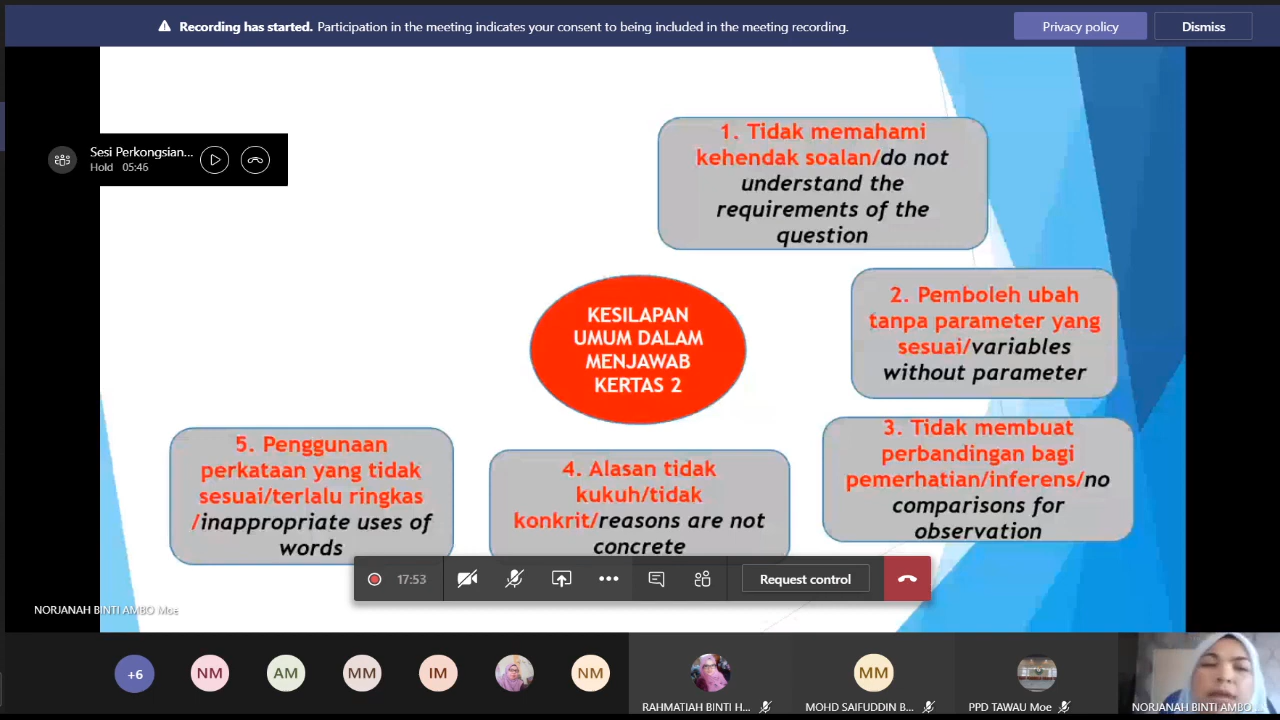 Recording has started. Participation in the meeting indicates your consent to being included in the meeting recording.
Privacy policy
Dismiss
Sesi Perkongsian...
Hold 05:46
1. Tidak memahami
kehendak soalan/do not
understand the
requirements of the
question
2. Pemboleh ubah
tanpa parameter yang
sesuai/variables
without parameter
KESILAPAN
UMUM DALAM
MENJAWAB
KERTAS 2
3. Tidak membuat
perbandingan bagi
pemerhatian/inferens/no
comparisons for
observation
4. Alasan tidak
kukuh/tidak
konkrit/reasons are not
concrete
5. Penggunaan
perkataan yang tidak
sesuai/terlalu ringkas
/inappropriate uses of
words
17:53
Request control
NORJANAH BINTI AMBO Moe
+6
NM
AM
MM
IM
NM
MM
RAHMATIAH BINTI H...
MOHD SAIFUDDIN B...
PPD TAWAU Moe
NORJANAH BINTI AMBO